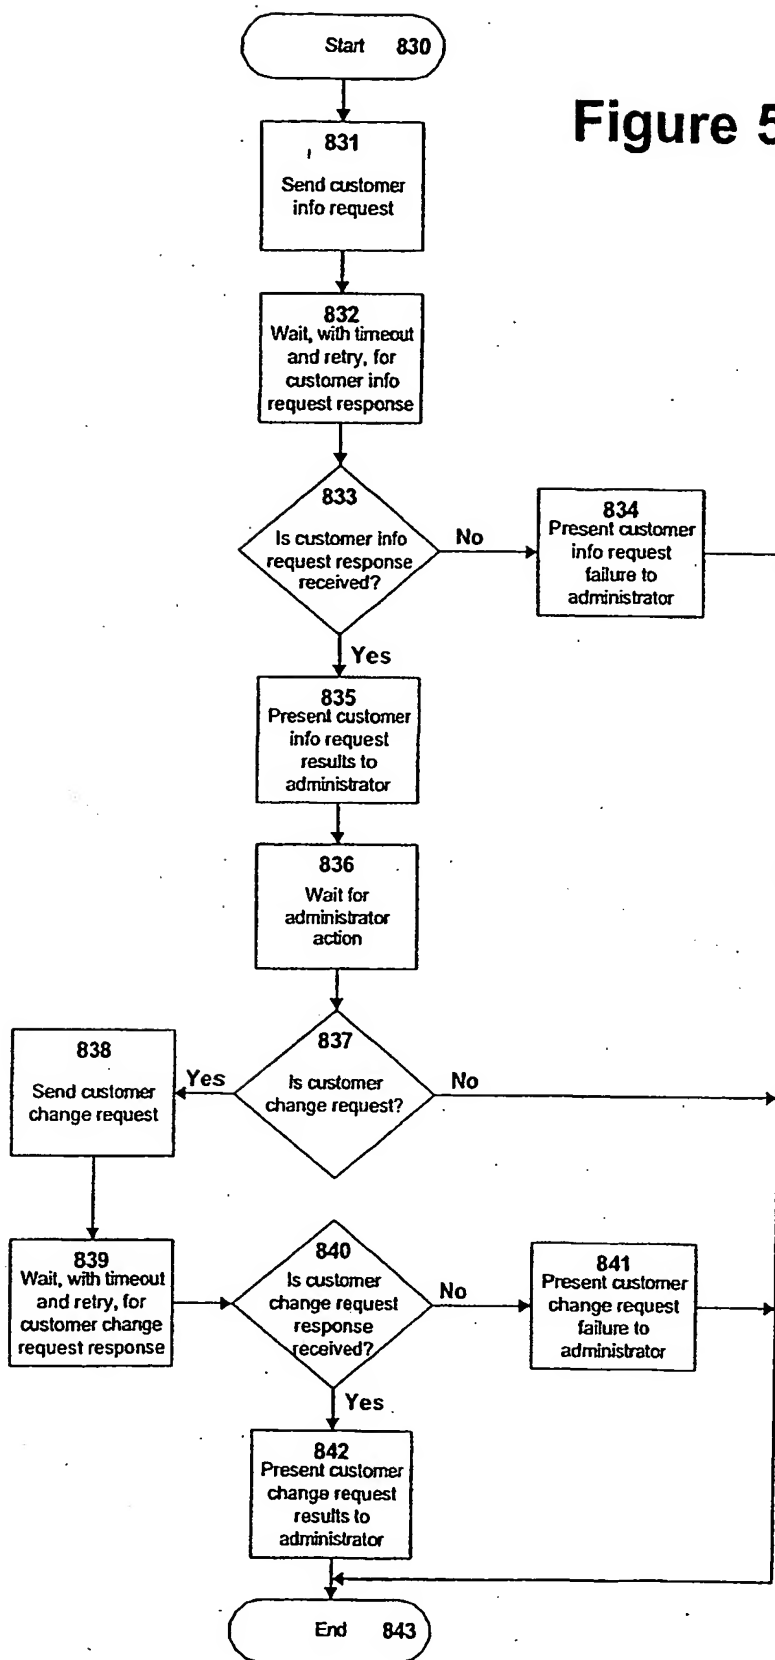 Start 830
Figure 5
831
Send customer
info request
832
Wait, with timeout
and retry, for
customer info
request response
833
Is customer info
request response
received?
No
834
Present customer
info request
failure to
administrator
Yes
835
Present customer
info request
results to
administrator
836
Wait for
administrator
action
837
Is customer
change request?
Yes
No
838
Send customer
change request
839
Wait, with timeout
and retry, for
customer change
request response
840
Is customer
change request
response
received?
No
841
Present customer
change request
failure to
administrator
Yes
842
Present customer
change request
results to
administrator
End 843